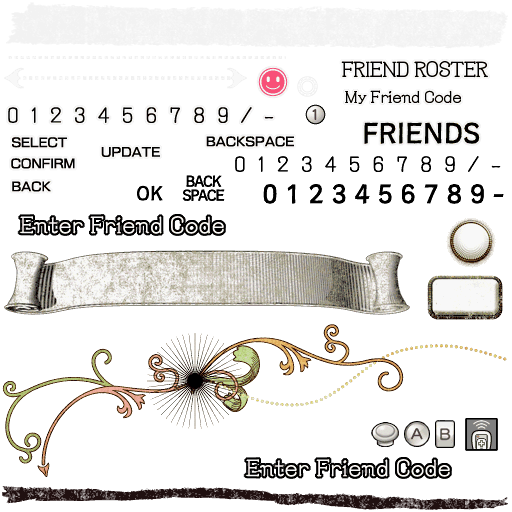 FRIEND ROSTER
My Friend Code
0 1 2 3 4 5 6 7 8 9 / -
1
FRIENDS
SELECT
UPDATE
BACKSPACE
CONFIRM
0 1 2 3 4 5 6 7 8 9 / -
BACK
OK
BACK
SPACE
0 1 2 3 4 5 6 7 8 9 -
Enter Friend Code
A
B
Enter Friend Code